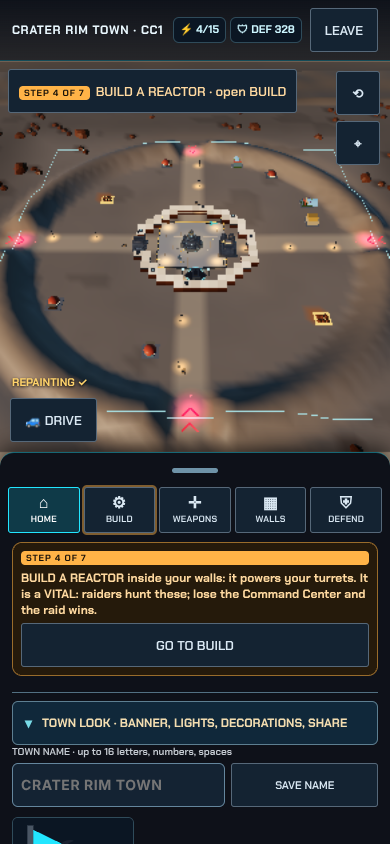 CRATER RIM TOWN · CC1
⚡ 4/15
🛡 DEF 328
LEAVE
STEP 4 OF 7
BUILD A REACTOR · open BUILD
REPAINTING ✓
🚙 DRIVE
HOME
BUILD
WEAPONS
WALLS
DEFEND
STEP 4 OF 7
BUILD A REACTOR inside your walls: it powers your turrets. It
is a VITAL: raiders hunt these; lose the Command Center and
the raid wins.
GO TO BUILD
▼ TOWN LOOK · BANNER, LIGHTS, DECORATIONS, SHARE
TOWN NAME · up to 16 letters, numbers, spaces
CRATER RIM TOWN
SAVE NAME